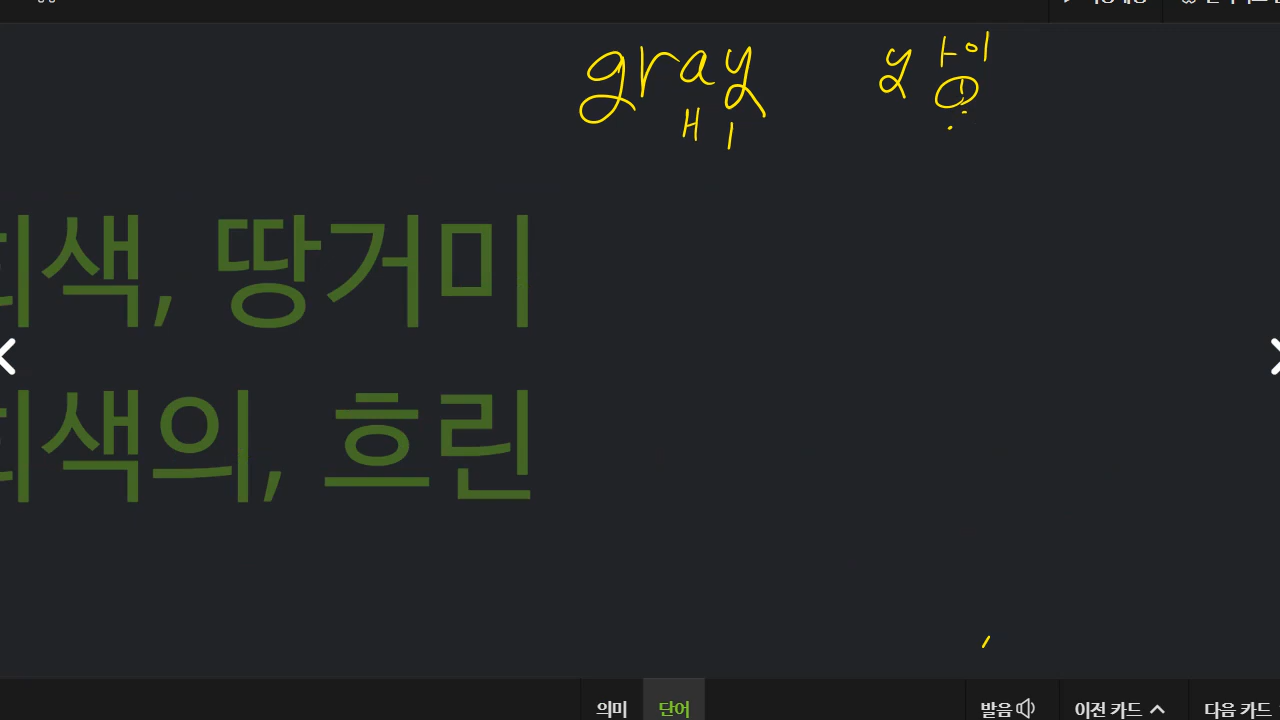 gray y ㅏ이
ㅐ ㅣ ㅣ
회색, 땅거미
회색의, 흐린
의미 단어 발음 이전 카드 다음 카드